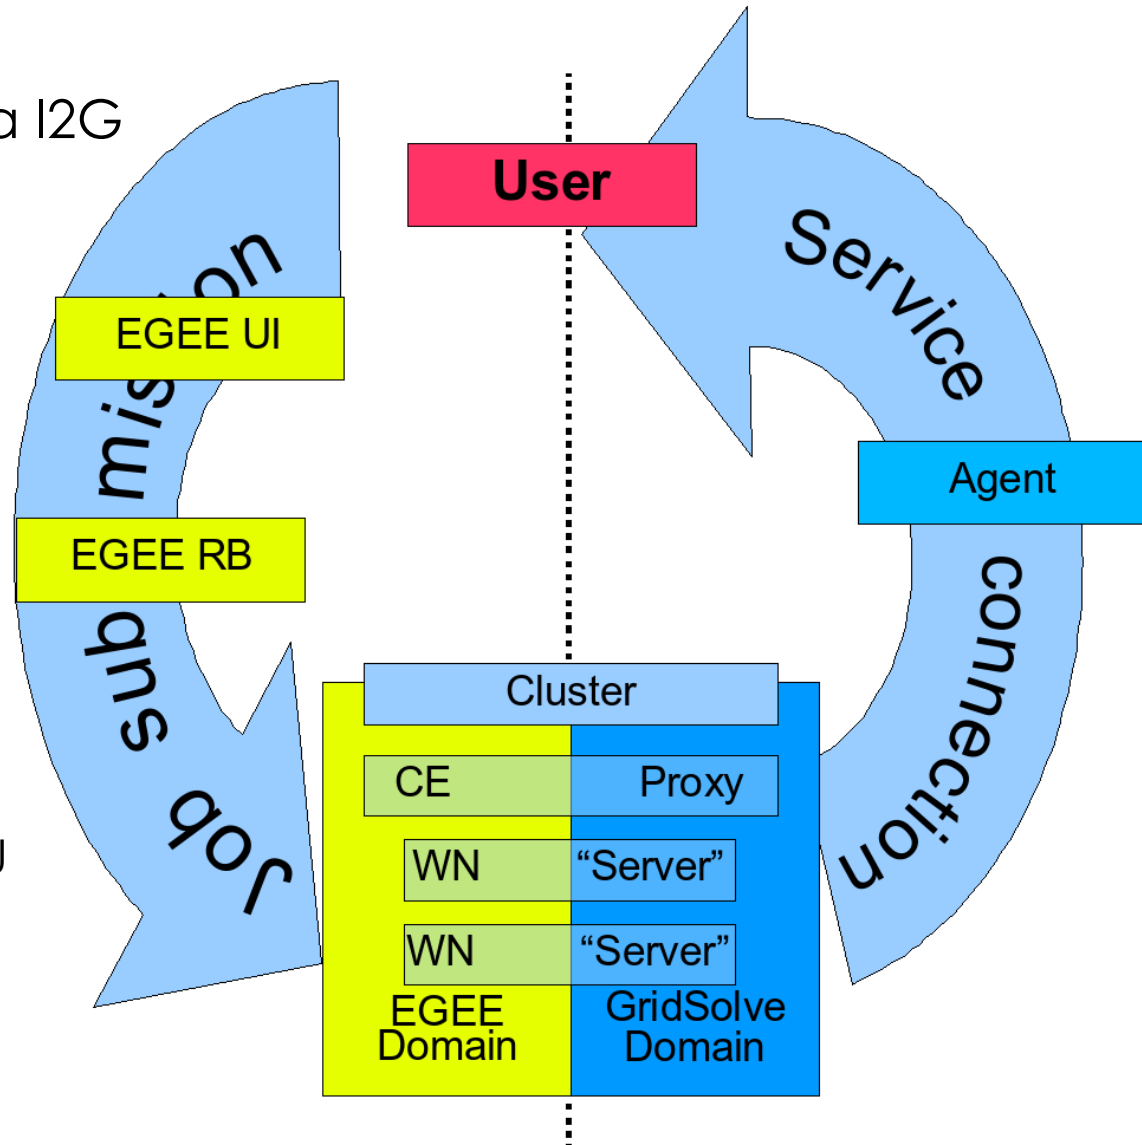 a I2G
User
Service
connection
Job submission
EGEE UI
EGEE RB
Agent
Cluster
CE Proxy
WN “Server”
WN “Server”
EGEE
Domain
GridSolve
Domain